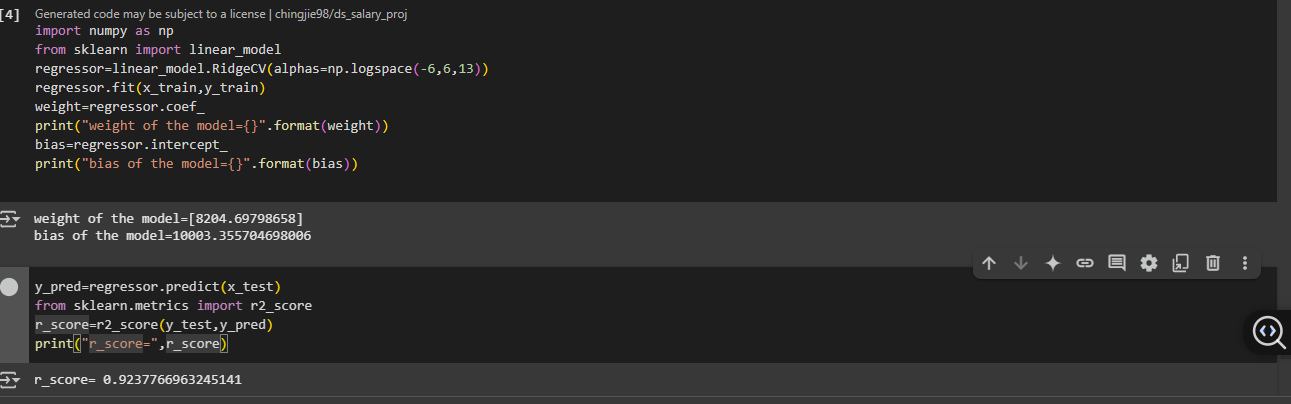 [4] Generated code may be subject to a license | chingjie98/ds_salary_proj
import numpy as np
from sklearn import linear_model
regressor=linear_model.RidgeCV(alphas=np.logspace(-6,6,13))
regressor.fit(x_train,y_train)
weight=regressor.coef_
print("weight of the model={}".format(weight))
bias=regressor.intercept_
print("bias of the model={}".format(bias))
weight of the model=[8204.69798658]
bias of the model=10003.355704698006
y_pred=regressor.predict(x_test)
from sklearn.metrics import r2_score
r_score=r2_score(y_test,y_pred)
print("r_score=",r_score)
r_score= 0.9237766963245141